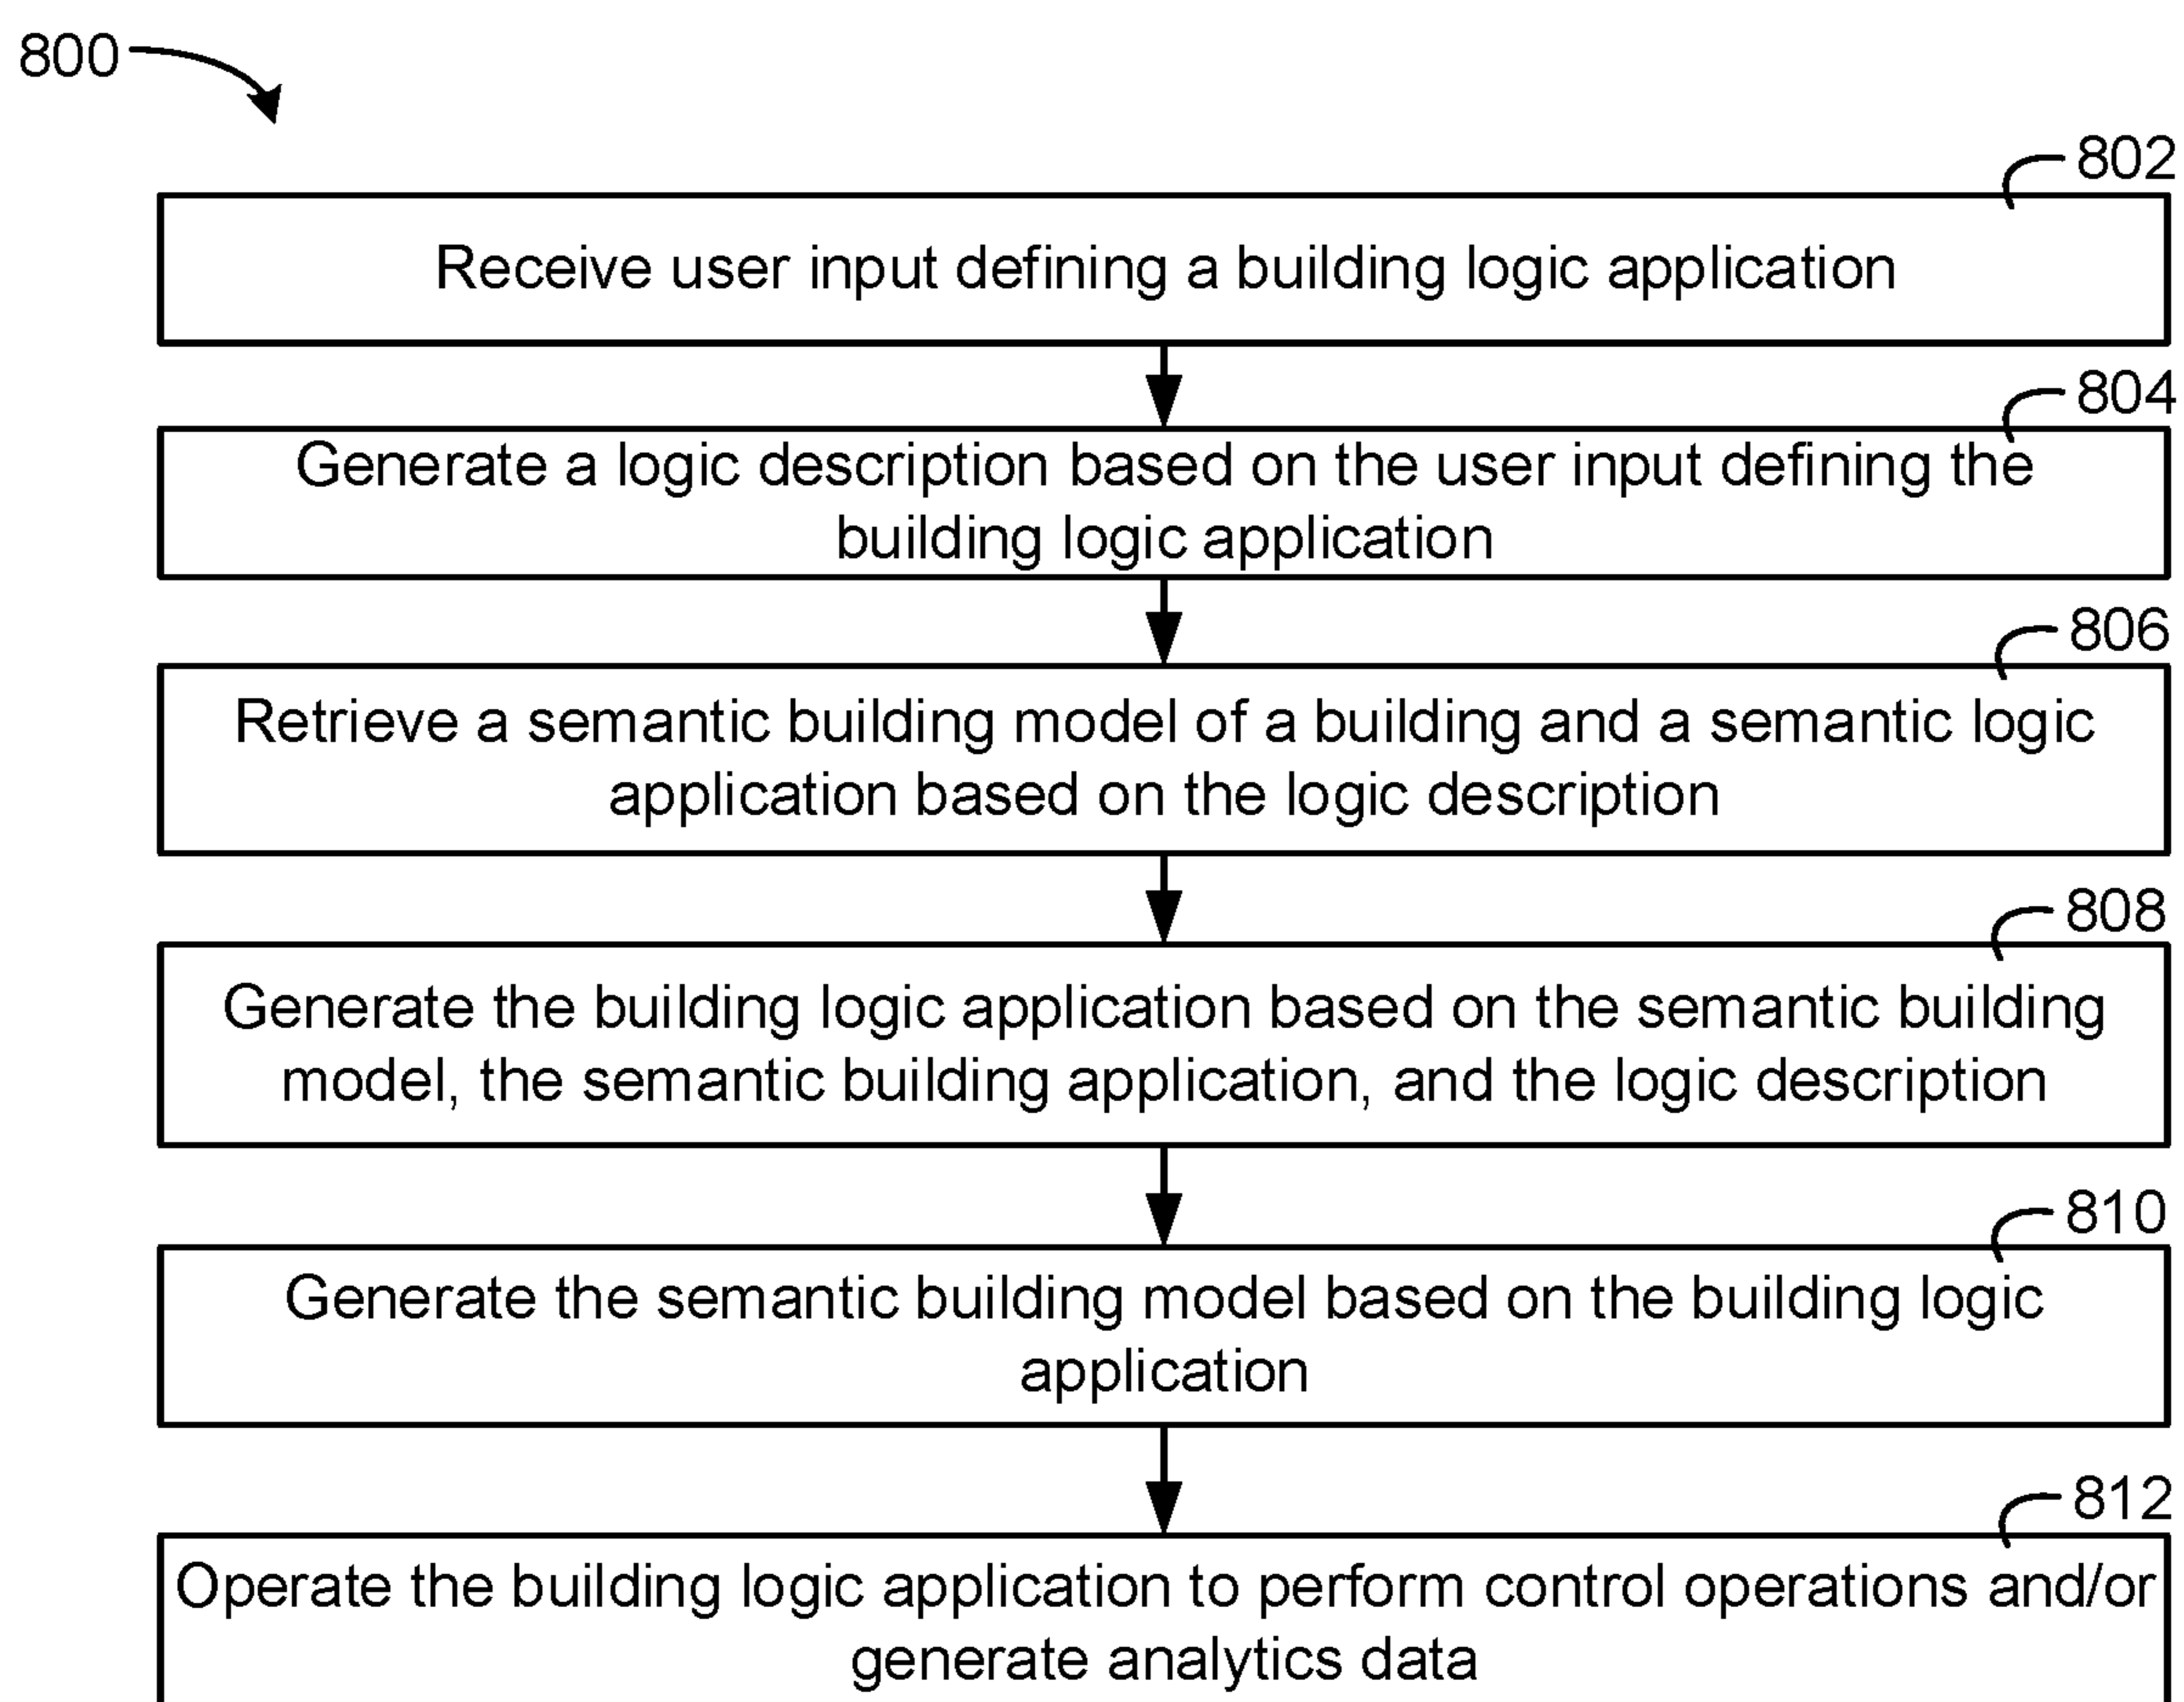 800
802
Receive user input defining a building logic application
804
Generate a logic description based on the user input defining the
building logic application
806
Retrieve a semantic building model of a building and a semantic logic
application based on the logic description
808
Generate the building logic application based on the semantic building
model, the semantic building application, and the logic description
810
Generate the semantic building model based on the building logic
application
812
Operate the building logic application to perform control operations and/or
generate analytics data